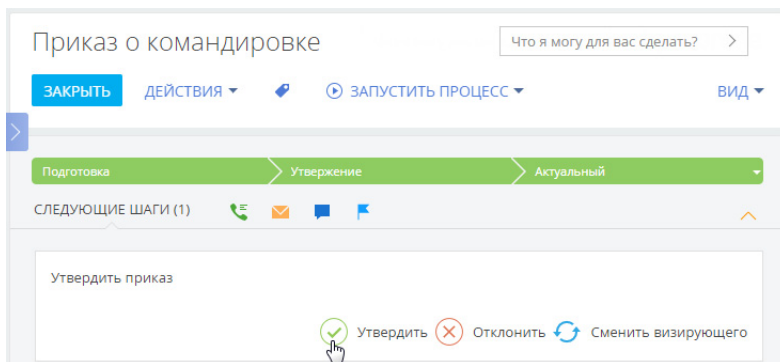 Приказ о командировке
Что я могу для вас сделать?
ЗАКРЫТЬ ДЕЙСТВИЯ ЗАПУСТИТЬ ПРОЦЕСС ВИД
Подготовка Утвержение Актуальный
СЛЕДУЮЩИЕ ШАГИ (1)
Утвердить приказ
Утвердить Отклонить Сменить визирующего